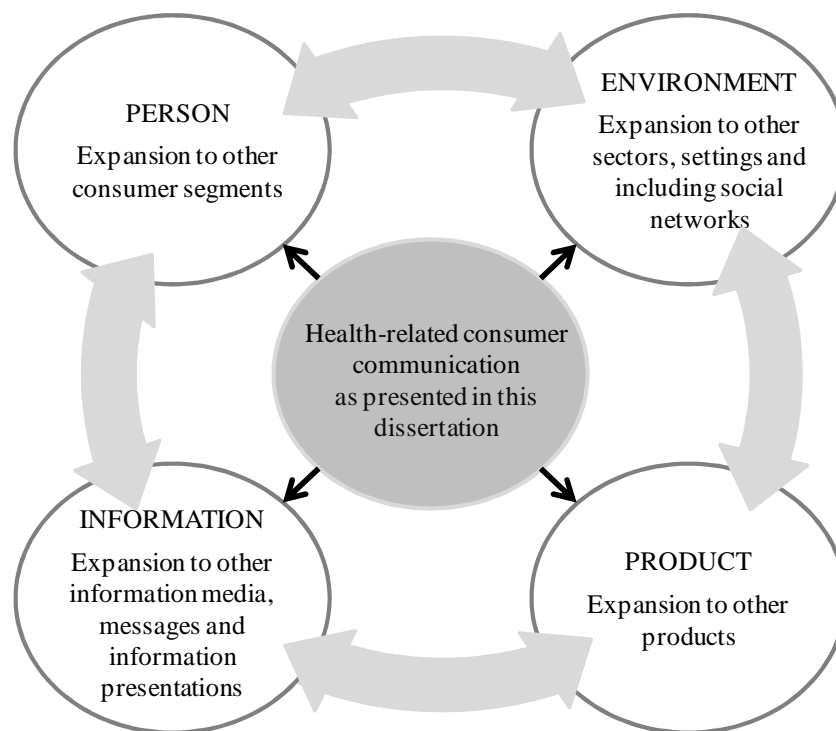 PERSON
Expansion to other
consumer segments
ENVIRONMENT
Expansion to other
sectors, settings and
including social
networks
Health-related consumer
communication
as presented in this
dissertation
INFORMATION
Expansion to other
information media,
messages and
information
presentations
PRODUCT
Expansion to other
products